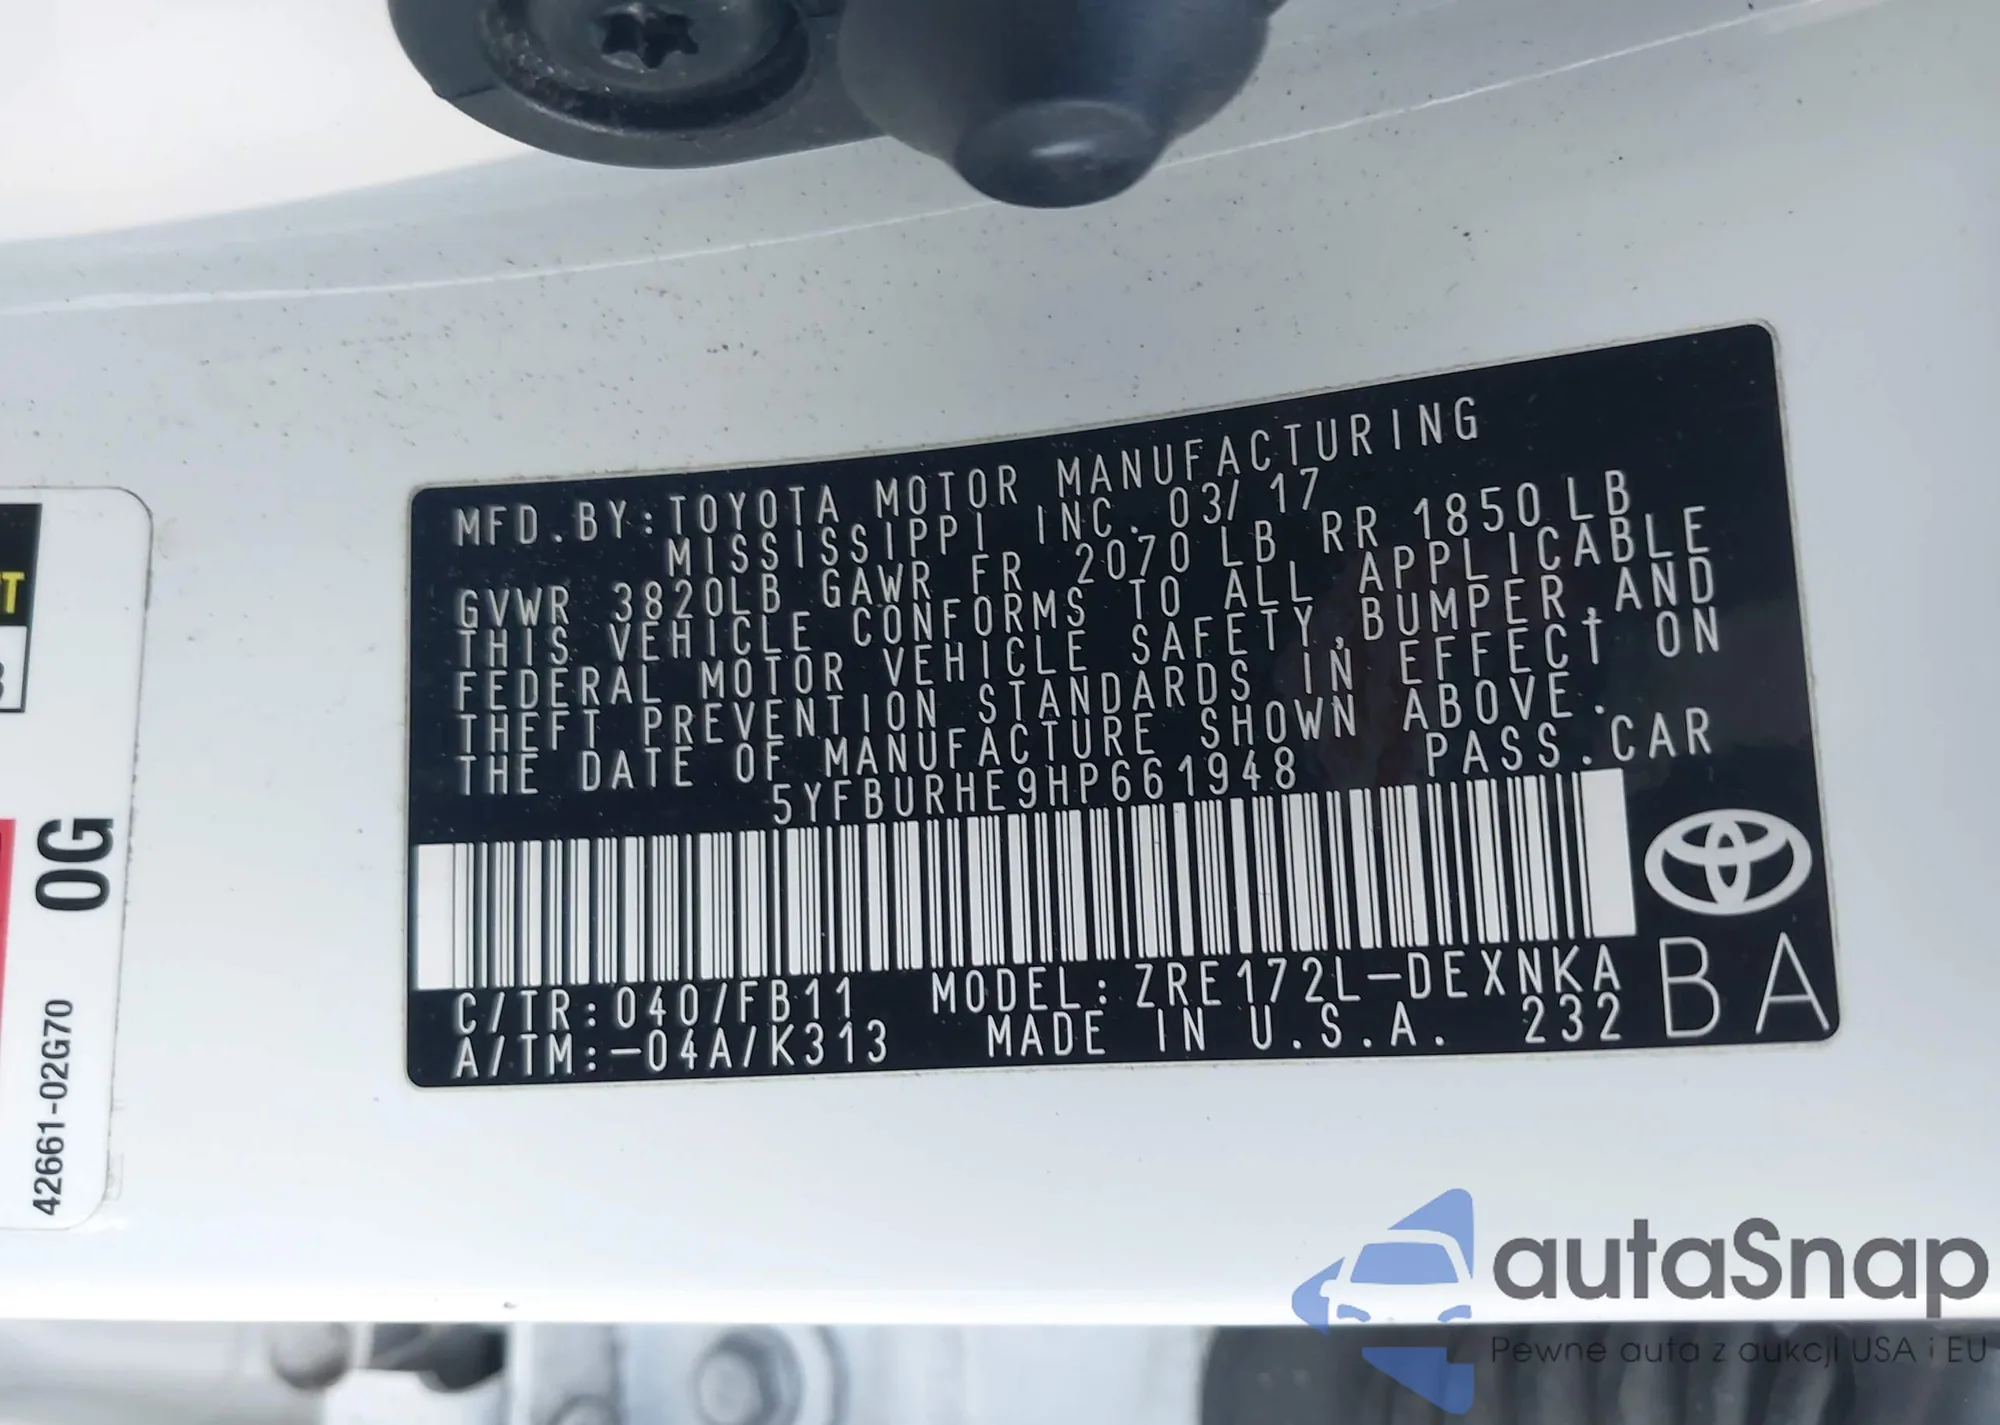 MFD.BY:TOYOTA MOTOR MANUFACTURING
MISSISSIPPI INC. 03/17
GVWR 3820LB GAWR FR 2070LB RR 1850LB
THIS VEHICLE CONFORMS TO ALL APPLICABLE
FEDERAL MOTOR VEHICLE SAFETY,BUMPER,AND
THEFT PREVENTION STANDARDS IN EFFECT ON
THE DATE OF MANUFACTURE SHOWN ABOVE.
5YFBURHE9HP661948 PASS.CAR
C/TR:040/FB11 MODEL:ZRE172L-DEXNKA
A/TM:-04A/K313 MADE IN U.S.A. 232
BA
0G
42661-02G70
autaSnap
Pewne auta z aukcji USA i EU